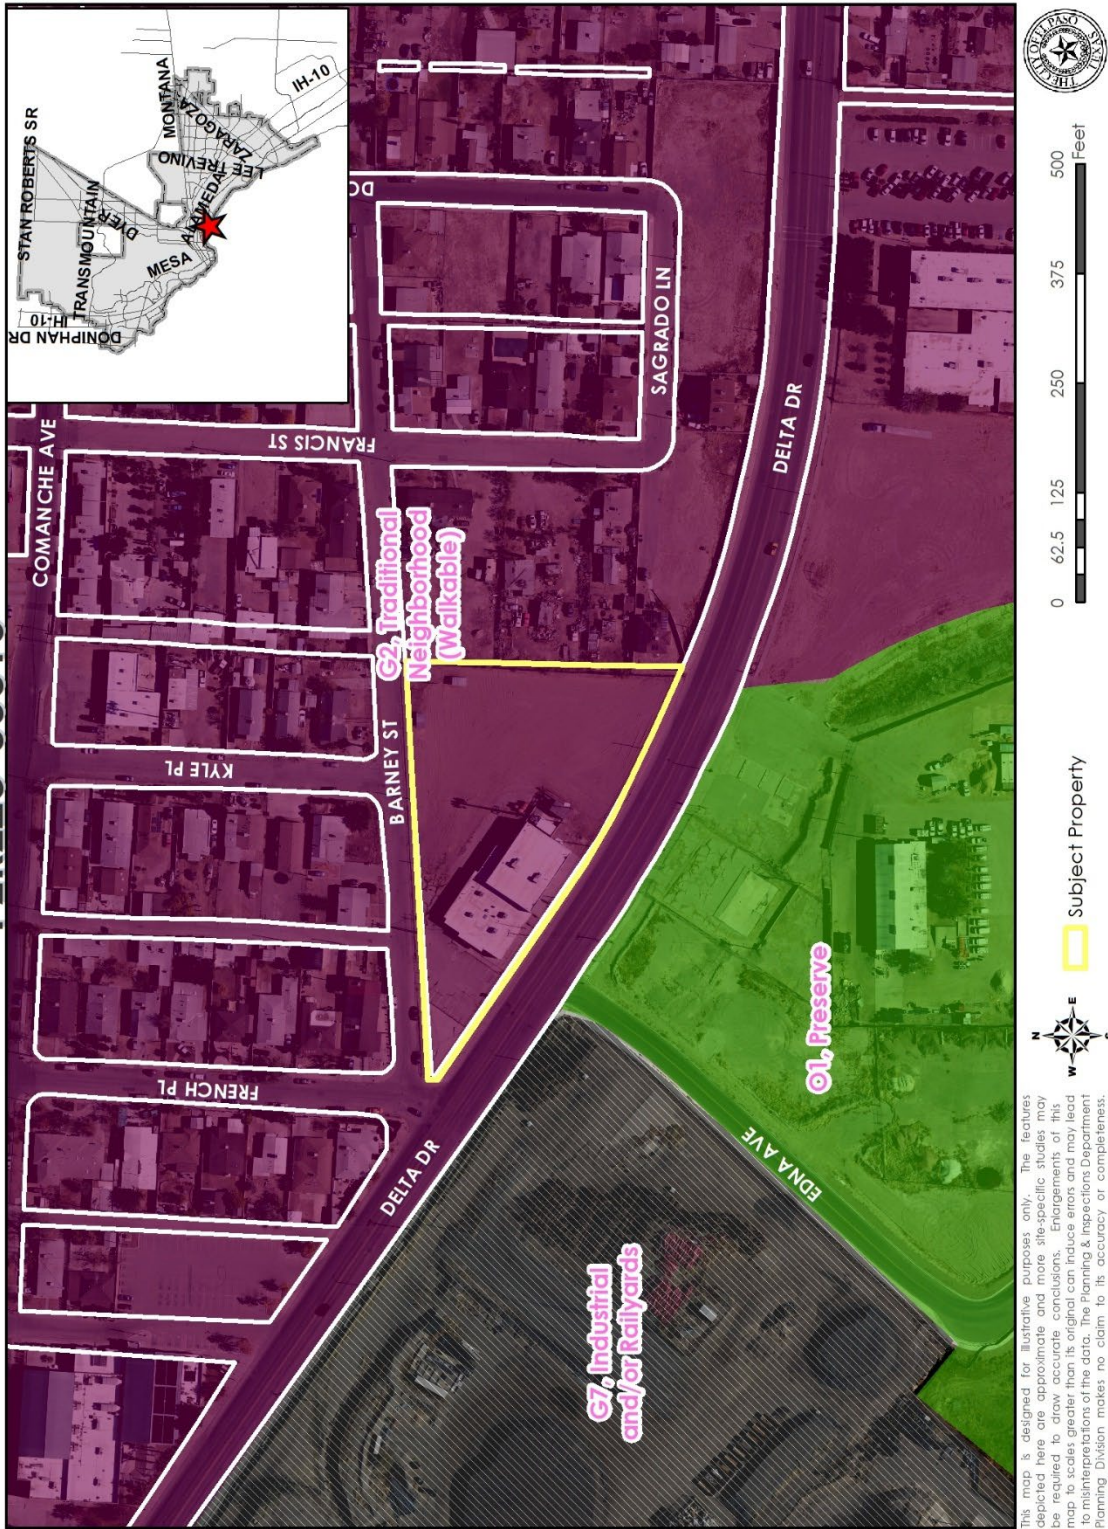 STAN ROBERTS SR
TRANSMOUNTAIN
DYER
MONTANA
IH-10
DONIPHAN DR
MESA
ALAMEDA
LEE TREVINO
ZARAGOZA
IH-10
COMANCHE AVE
FRENCH PL
KYLE PL
FRANCIS ST
BARNEY ST
G2, Traditional
Neighborhood
(Walkable)
SAGRADO LN
DELTA DR
DELTA DR
EDNA AVE
G7, Industrial
and/or Railyards
O1, Preserve
This map is designed for illustrative purposes only. The features
depicted here are approximate and more site-specific studies may
be required to draw accurate conclusions. Enlargements of this
map to scales greater than its original can induce errors and may lead
to misinterpretations of the data. The Planning & Inspections Department
Planning Division makes no claim to its accuracy or completeness.
N
W
E
S
Subject Property
0 62.5 125 250 375 500
Feet
THE CITY OF EL PASO
TEXAS